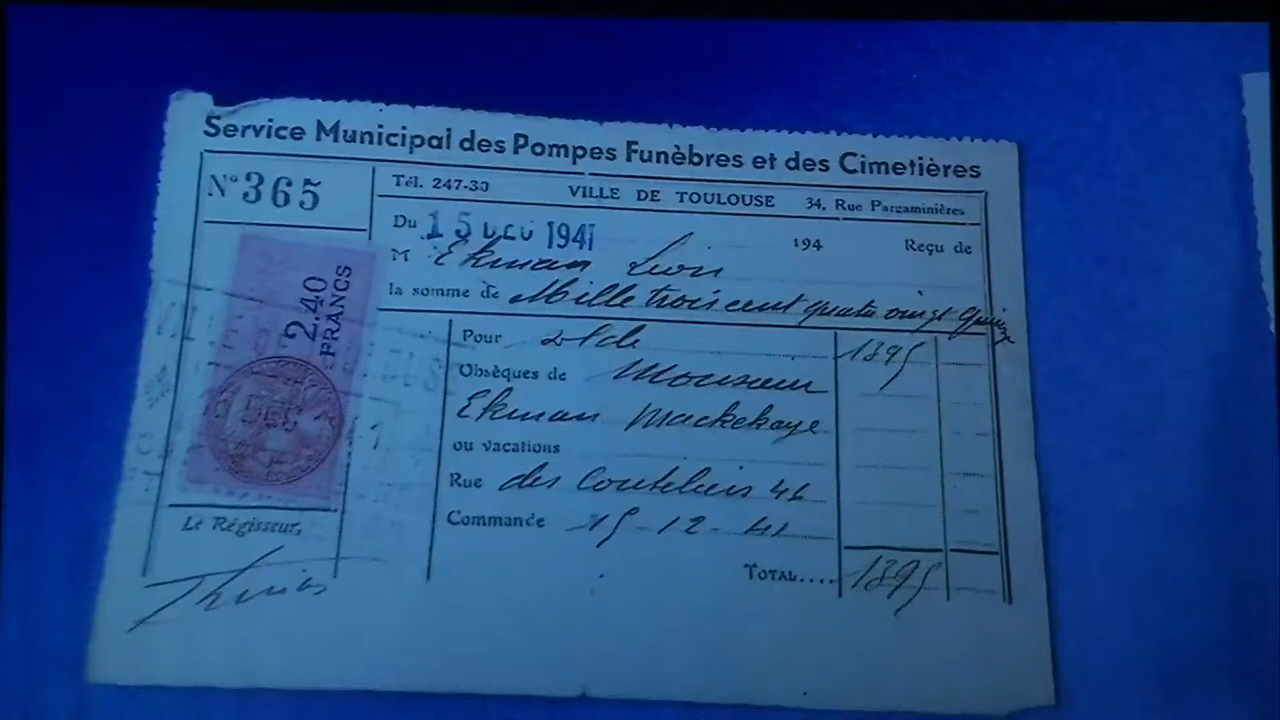 Service Municipal des Pompes Funèbres et des Cimetières
N° 365
Tél. 247-30 VILLE DE TOULOUSE 34, Rue Pargaminières
Du 15 DEC 1941 194 Reçu de
M Ekman Léon
la somme de Mille trois cent quatre vingt quinze
2.40
FRANCS
Pour solde 1395
Obsèques de Monsieur
Ekman Mackekaye
ou vacations
Rue des Couteliers 46
Commande 15-12-41
Le Régisseur,
TOTAL.... 1395